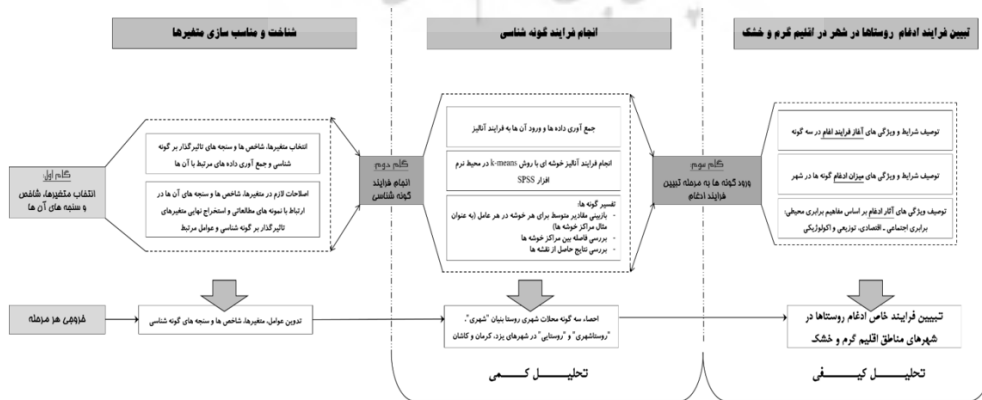 شناخت و مناسب سازی متغیرها
انجام فرایند گونه شناسی
تبیین فرایند ادغام روستاها در شهر در اقلیم گرم و خشک
گام اول:
انتخاب متغیرها، شاخص
و سنجه های آن ها
انتخاب متغیرها، شاخص ها و سنجه های تاثیرگذار بر گونه
شناسی و جمع آوری داده های مرتبط با آن ها
اصلاحات لازم در متغیرها، شاخص ها و سنجه های آن ها در
ارتباط با نمونه های مطالعاتی و استخراج نهایی متغیرهای
تاثیرگذار بر گونه شناسی و عوامل مرتبط
گام دوم
انجام فرایند
گونه شناسی
جمع آوری داده ها و ورود آن ها به فرایند آنالیز
انجام فرایند آنالیز خوشه ای با روش k-means در محیط نرم
افزار SPSS
تفسیر گونه ها:
- بازبینی مقادیر متوسط برای هر خوشه در هر عامل (به عنوان
مثال مراکز خوشه ها)
- بررسی فاصله بین مراکز خوشه ها
- بررسی نتایج حاصل از نقشه ها
گام سوم:
ورود گونه ها به مرحله تبیین
فرایند ادغام
توصیف شرایط و ویژگی های آغاز فرایند ادغام در سه گونه
توصیف شرایط و ویژگی های میزان ادغام گونه ها در شهر
توصیف ویژگی های آثار ادغام بر اساس مفاهیم برابری محیطی:
برابری اجتماعی - اقتصادی، توزیعی و اکولوژیکی
خروجی هر مرحله
تدوین عوامل، متغیرها، شاخص ها و سنجه های گونه شناسی
احصاء سه گونه محلات شهری روستا بنیان "شهری"،
"روستاشهری" و "روستایی" در شهرهای یزد، کرمان و کاشان
تبیین فرایند خاص ادغام روستاها در
شهرهای مناطق اقلیم گرم و خشک
تحلیل کمی
تحلیل کیفی